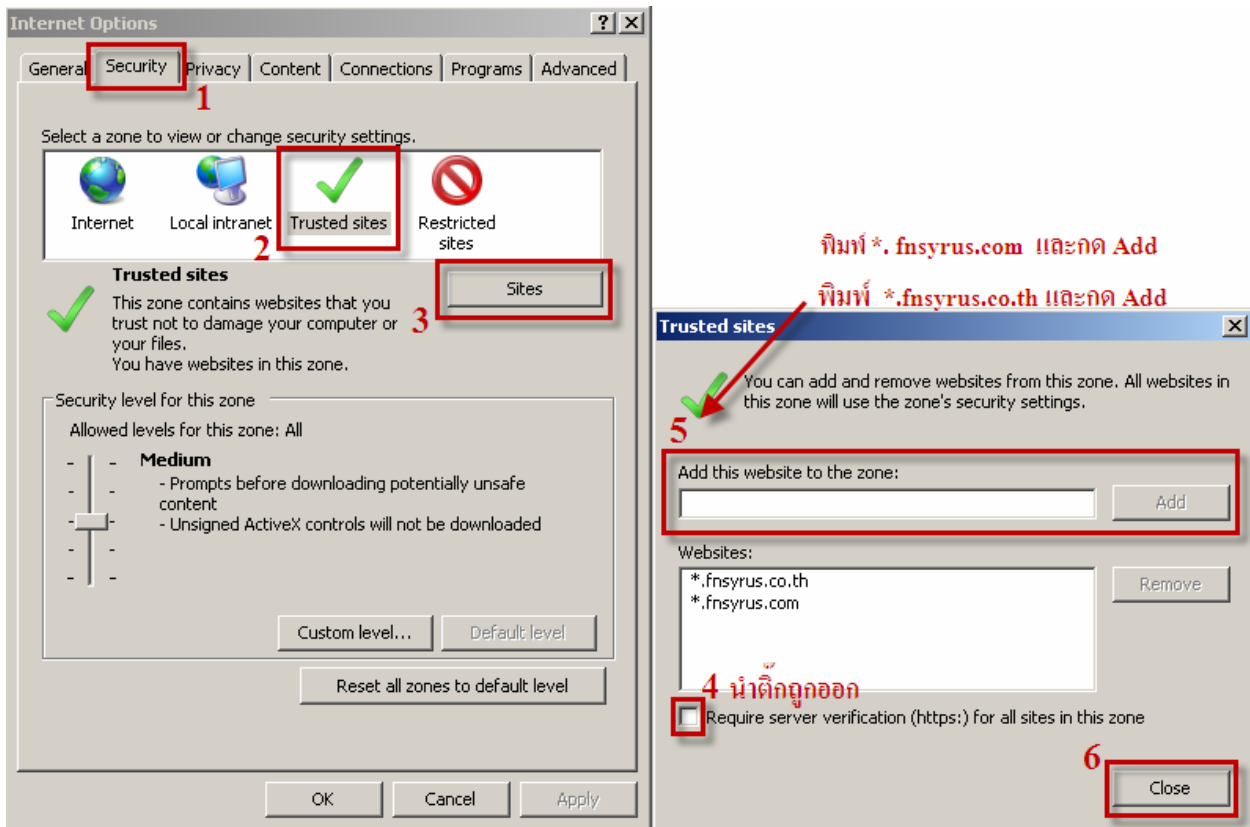 Internet Options
General Security Privacy Content Connections Programs Advanced
1
Select a zone to view or change security settings.
Internet
Local intranet
Trusted sites
Restricted
sites
2
Trusted sites
This zone contains websites that you
trust not to damage your computer or
your files.
You have websites in this zone.
3
Sites
Security level for this zone
Allowed levels for this zone: All
Medium
- Prompts before downloading potentially unsafe
content
- Unsigned ActiveX controls will not be downloaded
Custom level...
Default level
Reset all zones to default level
OK
Cancel
Apply
พิมพ์ *. fnsyrus.com และกด Add
พิมพ์ *.fnsyrus.co.th และกด Add
Trusted sites
You can add and remove websites from this zone. All websites in
this zone will use the zone's security settings.
5
Add this website to the zone:
Add
Websites:
*.fnsyrus.co.th
*.fnsyrus.com
Remove
4 นำติ๊กถูกออก
Require server verification (https:) for all sites in this zone
6
Close